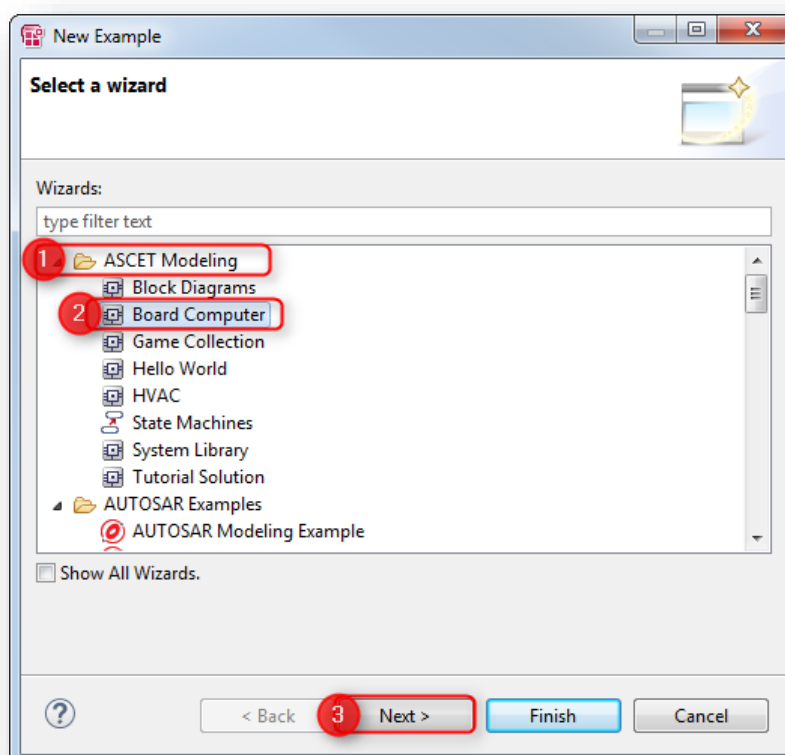 New Example
Select a wizard
Wizards:
type filter text
1 ASCET Modeling
Block Diagrams
2 Board Computer
Game Collection
Hello World
HVAC
State Machines
System Library
Tutorial Solution
AUTOSAR Examples
AUTOSAR Modeling Example
Show All Wizards.
? < Back 3 Next > Finish Cancel